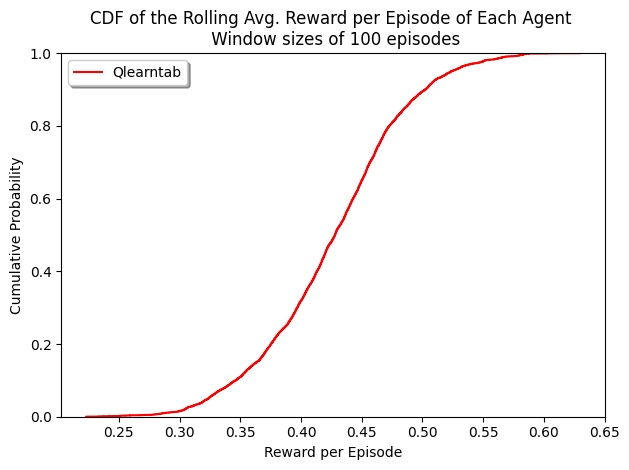 CDF of the Rolling Avg. Reward per Episode of Each Agent
Window sizes of 100 episodes
Qlearntab
Cumulative Probability
1.0
0.8
0.6
0.4
0.2
0.0
0.25 0.30 0.35 0.40 0.45 0.50 0.55 0.60 0.65
Reward per Episode